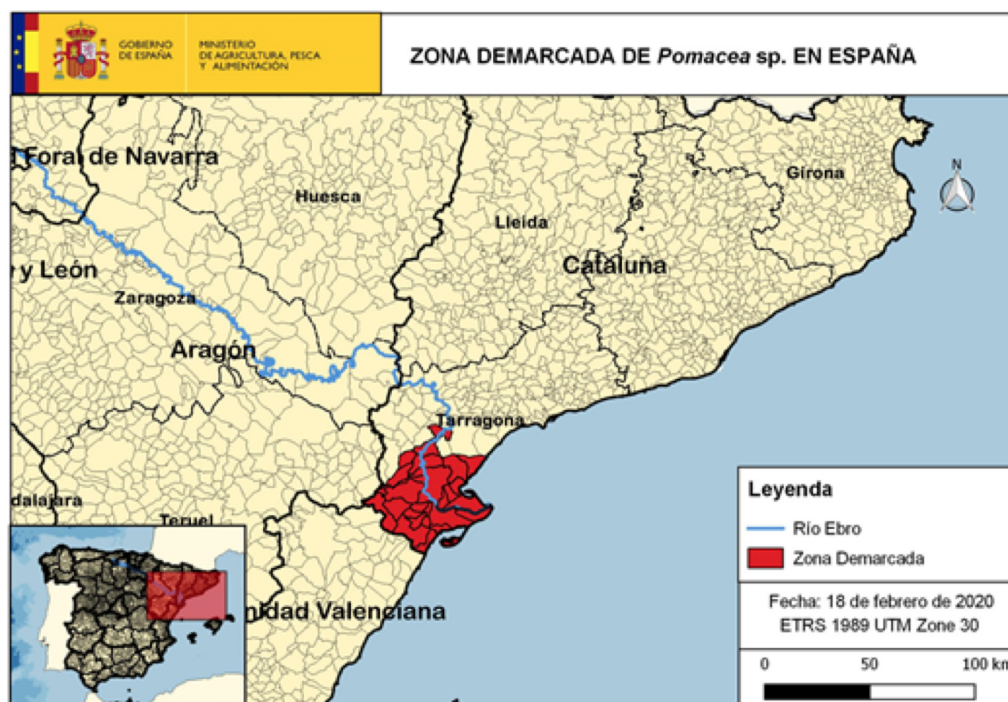 GOBIERNO
DE ESPAÑA
MINISTERIO
DE AGRICULTURA, PESCA
Y ALIMENTACIÓN
ZONA DEMARCADA DE Pomacea sp. EN ESPAÑA
Foral de Navarra
Huesca
Girona
N
Lleida
y León
Cataluña
Zaragoza
Aragón
Tarragona
dalajara
Teruel
nidad Valenciana
Leyenda
Río Ebro
Zona Demarcada
Fecha: 18 de febrero de 2020
ETRS 1989 UTM Zone 30
0 50 100 km